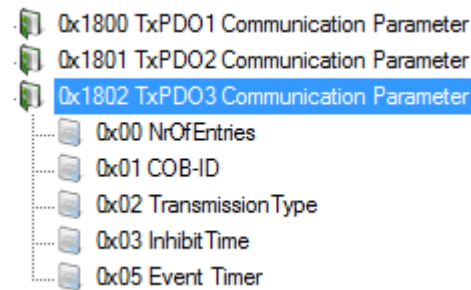 0x1800 TxPDO1 Communication Parameter
0x1801 TxPDO2 Communication Parameter
0x1802 TxPDO3 Communication Parameter
0x00 NrOfEntries
0x01 COB-ID
0x02 TransmissionType
0x03 InhibitTime
0x05 Event Timer